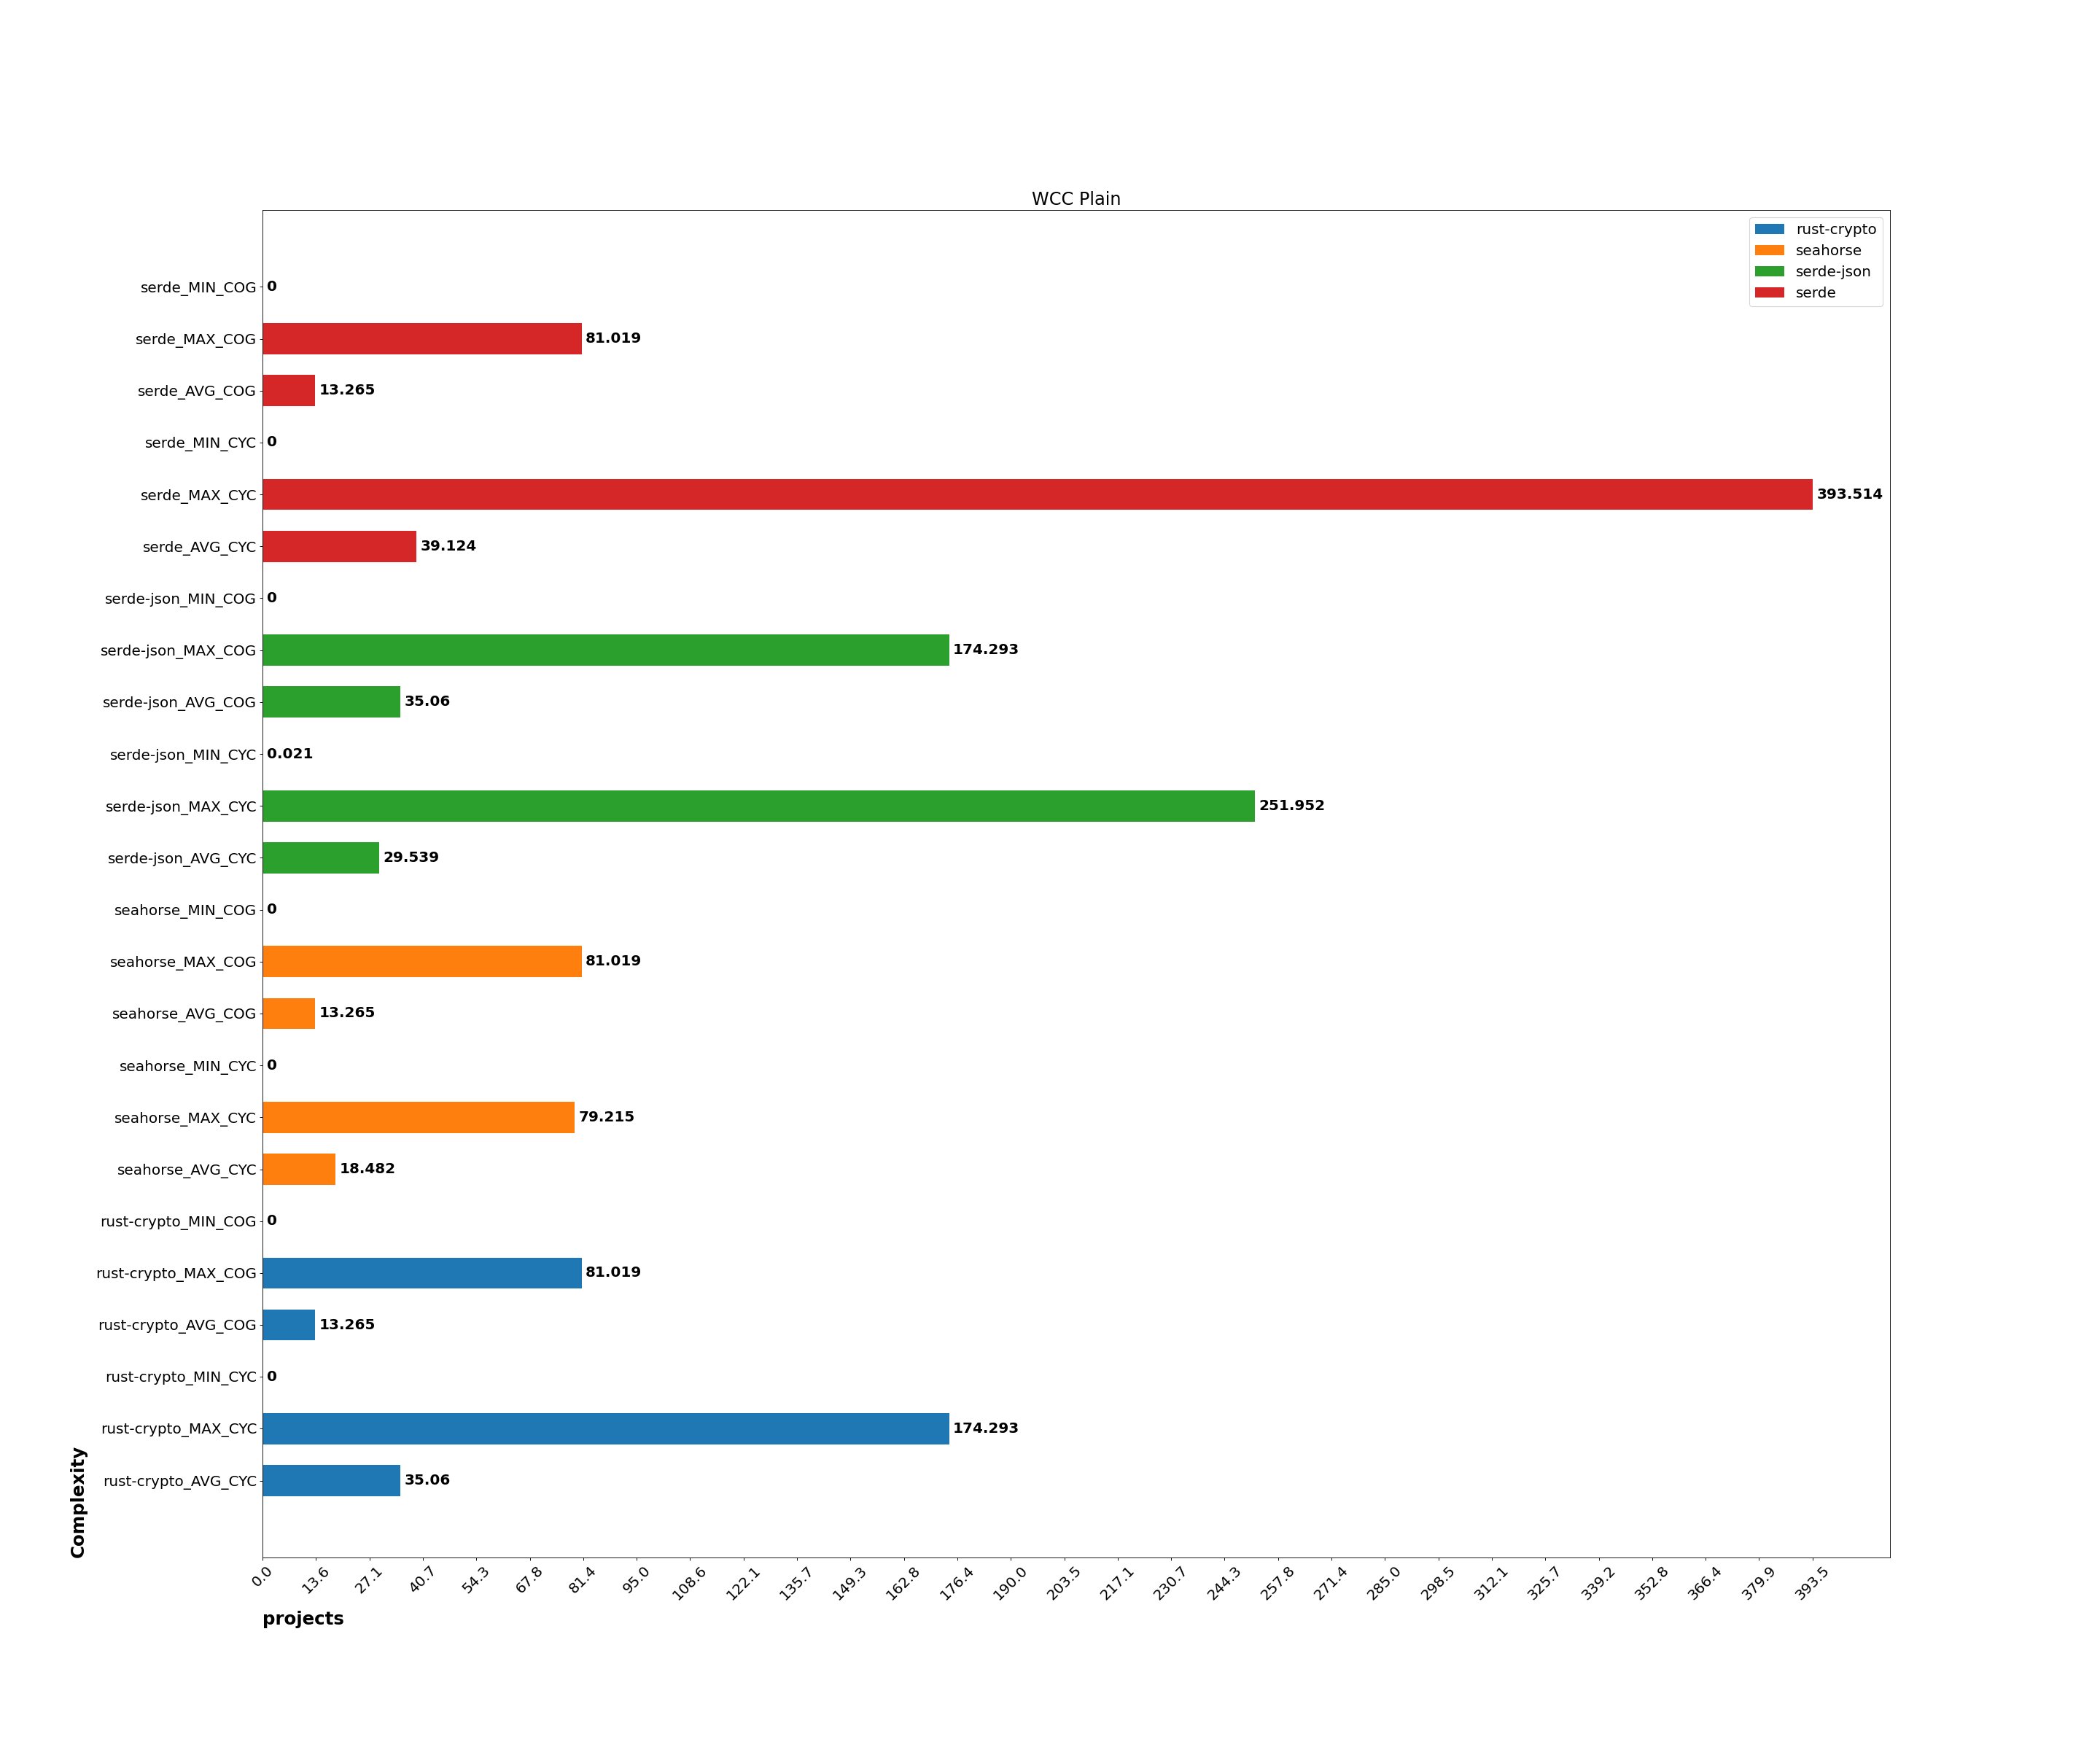 WCC Plain
rust-crypto
seahorse
serde-json
serde
serde_MIN_COG 0
serde_MAX_COG 81.019
serde_AVG_COG 13.265
serde_MIN_CYC 0
serde_MAX_CYC 393.514
serde_AVG_CYC 39.124
serde-json_MIN_COG 0
serde-json_MAX_COG 174.293
serde-json_AVG_COG 35.06
serde-json_MIN_CYC 0.021
serde-json_MAX_CYC 251.952
serde-json_AVG_CYC 29.539
seahorse_MIN_COG 0
seahorse_MAX_COG 81.019
seahorse_AVG_COG 13.265
seahorse_MIN_CYC 0
seahorse_MAX_CYC 79.215
seahorse_AVG_CYC 18.482
rust-crypto_MIN_COG 0
rust-crypto_MAX_COG 81.019
rust-crypto_AVG_COG 13.265
rust-crypto_MIN_CYC 0
rust-crypto_MAX_CYC 174.293
rust-crypto_AVG_CYC 35.06
Complexity
0.0 13.6 27.1 40.7 54.3 67.8 81.4 95.0 108.6 122.1 135.7 149.3 162.8 176.4 190.0 203.5 217.1 230.7 244.3 257.8 271.4 285.0 298.5 312.1 325.7 339.2 352.8 366.4 379.9 393.5
projects